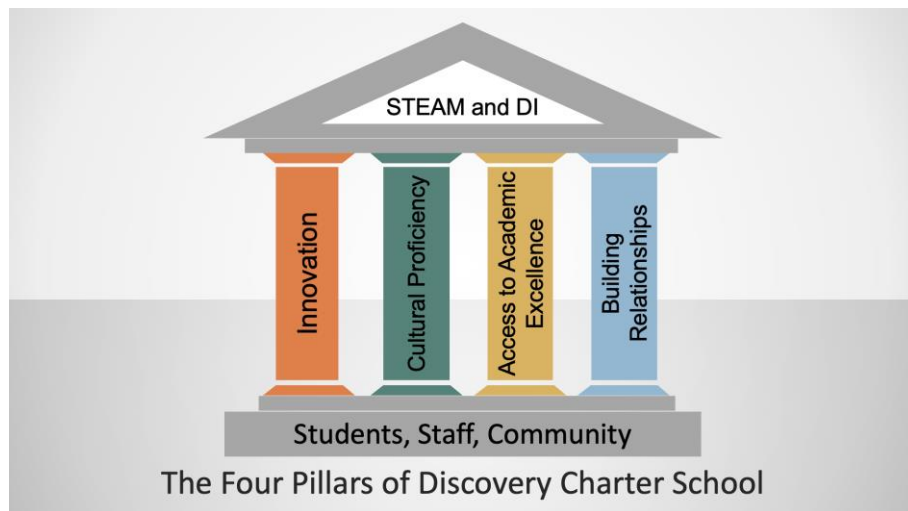 STEAM and DI
Innovation
Cultural Proficiency
Access to Academic
Excellence
Building
Relationships
Students, Staff, Community
The Four Pillars of Discovery Charter School